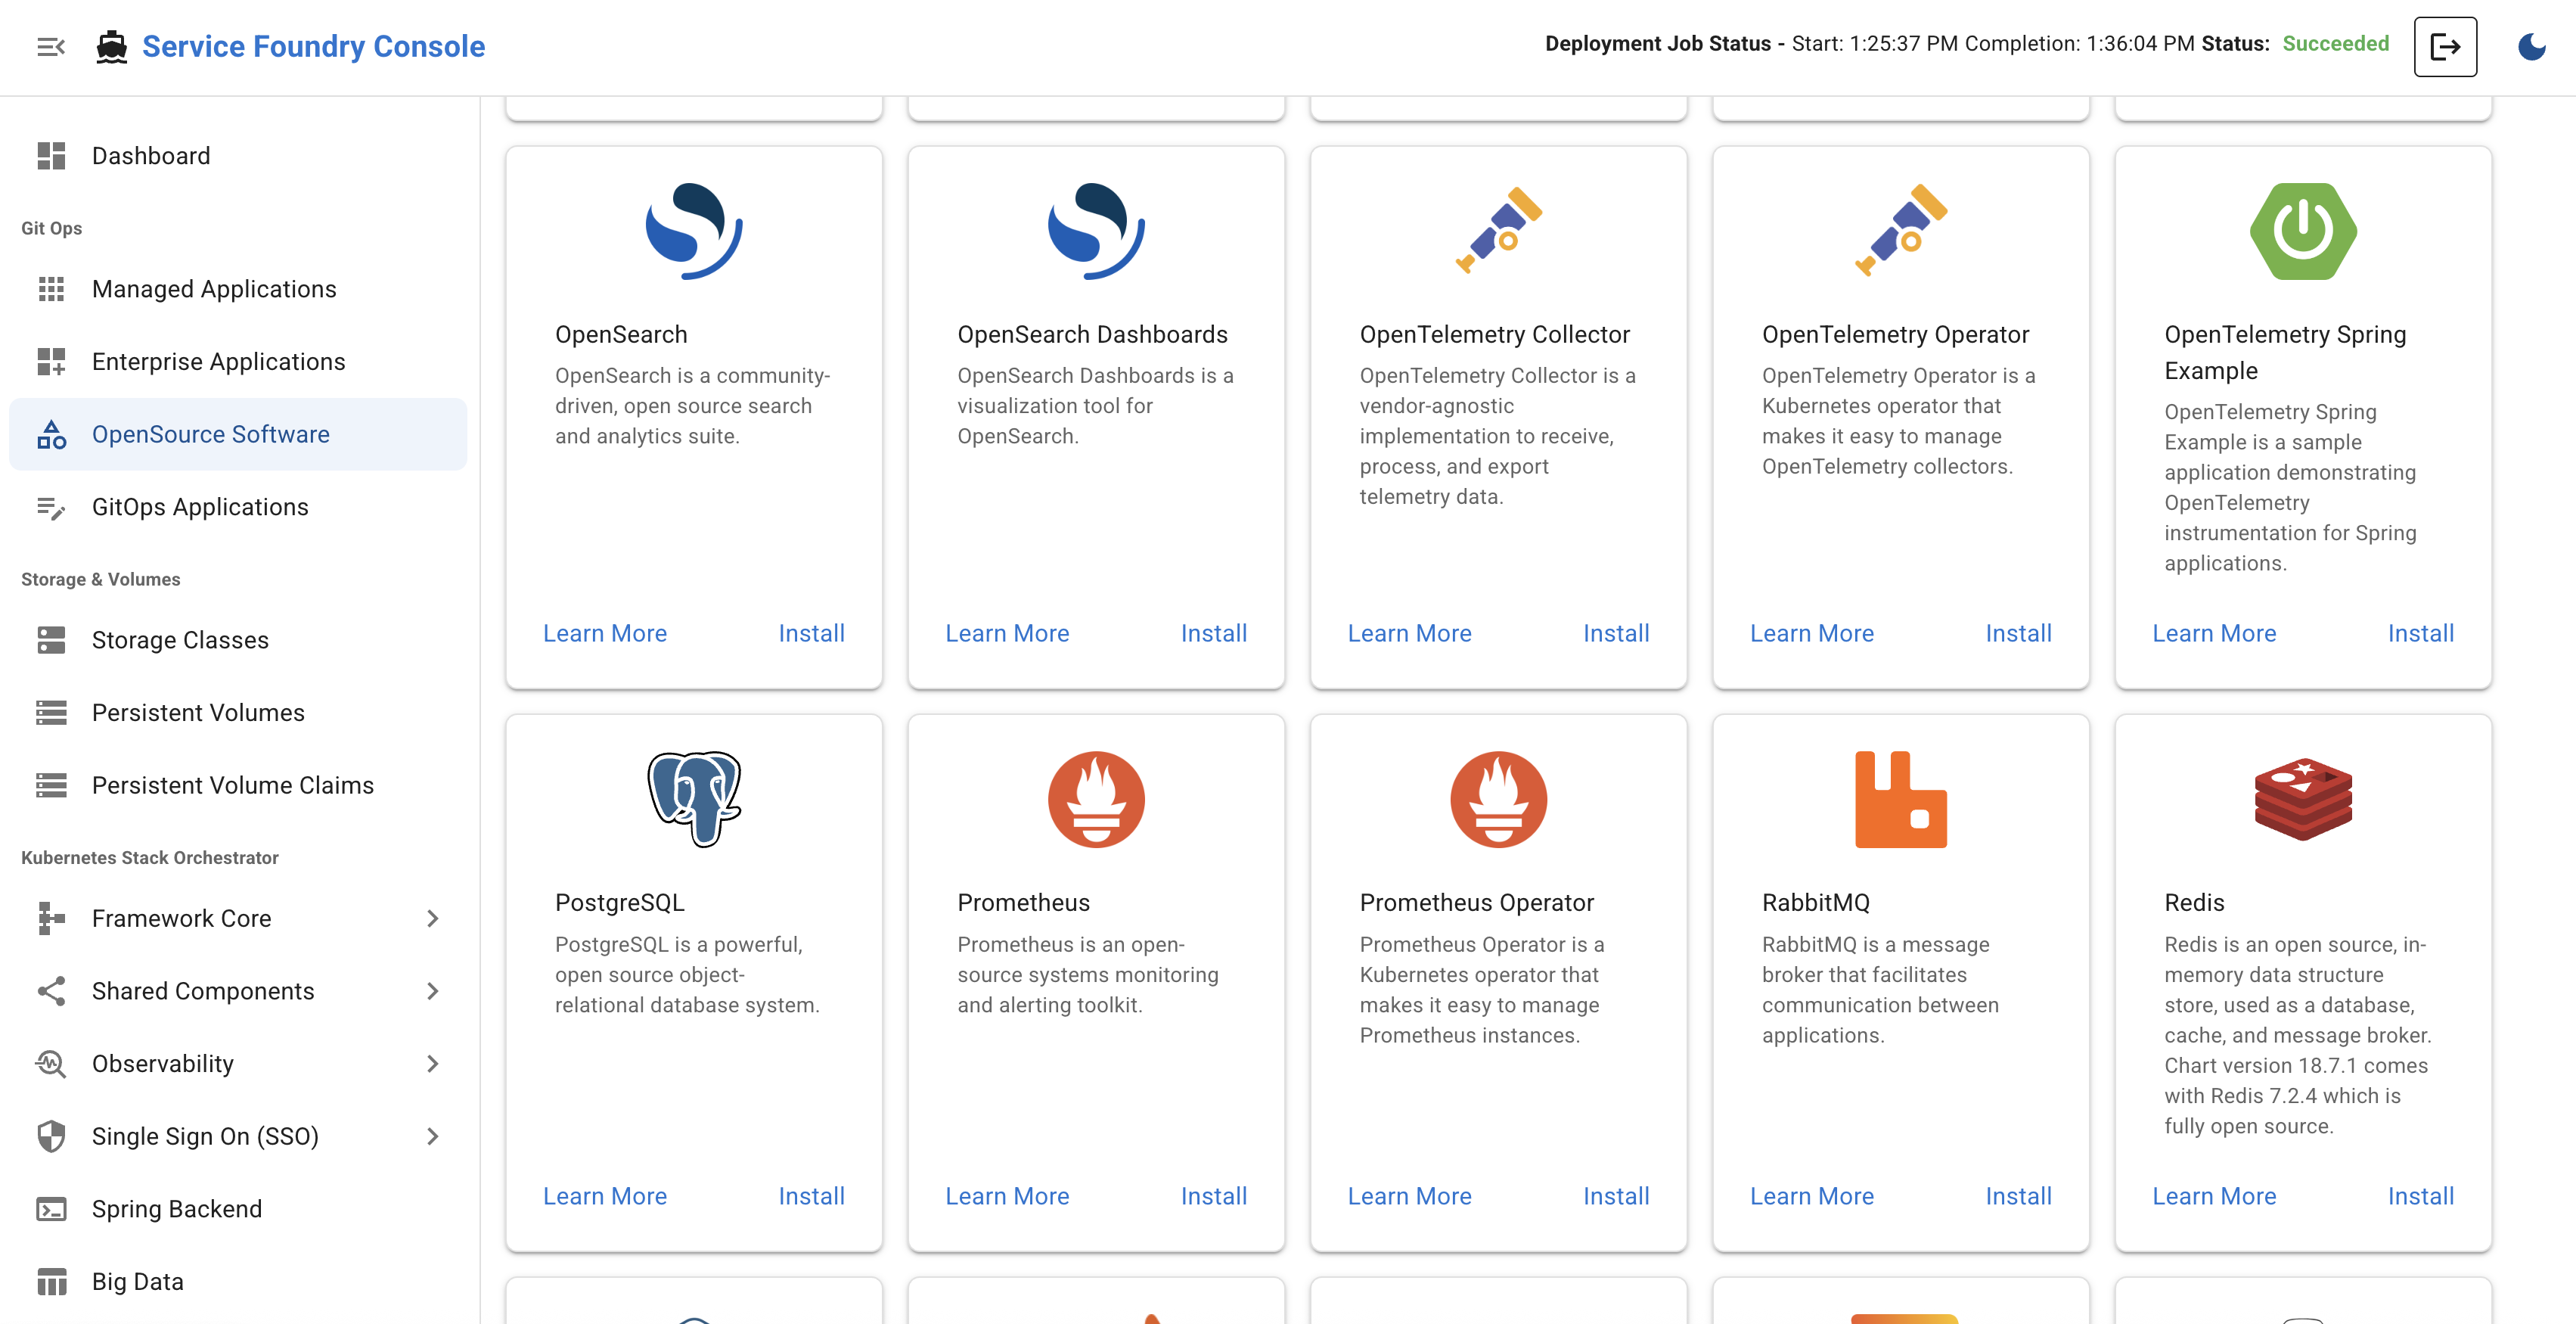 Service Foundry Console
Deployment Job Status - Start: 1:25:37 PM Completion: 1:36:04 PM Status: Succeeded
Dashboard
Git Ops
Managed Applications
Enterprise Applications
OpenSource Software
GitOps Applications
Storage & Volumes
Storage Classes
Persistent Volumes
Persistent Volume Claims
Kubernetes Stack Orchestrator
Framework Core
Shared Components
Observability
Single Sign On (SSO)
Spring Backend
Big Data
OpenSearch
OpenSearch is a community-
driven, open source search
and analytics suite.
Learn More Install
OpenSearch Dashboards
OpenSearch Dashboards is a
visualization tool for
OpenSearch.
Learn More Install
OpenTelemetry Collector
OpenTelemetry Collector is a
vendor-agnostic
implementation to receive,
process, and export
telemetry data.
Learn More Install
OpenTelemetry Operator
OpenTelemetry Operator is a
Kubernetes operator that
makes it easy to manage
OpenTelemetry collectors.
Learn More Install
OpenTelemetry Spring
Example
OpenTelemetry Spring
Example is a sample
application demonstrating
OpenTelemetry
instrumentation for Spring
applications.
Learn More Install
PostgreSQL
PostgreSQL is a powerful,
open source object-
relational database system.
Learn More Install
Prometheus
Prometheus is an open-
source systems monitoring
and alerting toolkit.
Learn More Install
Prometheus Operator
Prometheus Operator is a
Kubernetes operator that
makes it easy to manage
Prometheus instances.
Learn More Install
RabbitMQ
RabbitMQ is a message
broker that facilitates
communication between
applications.
Learn More Install
Redis
Redis is an open source, in-
memory data structure
store, used as a database,
cache, and message broker.
Chart version 18.7.1 comes
with Redis 7.2.4 which is
fully open source.
Learn More Install